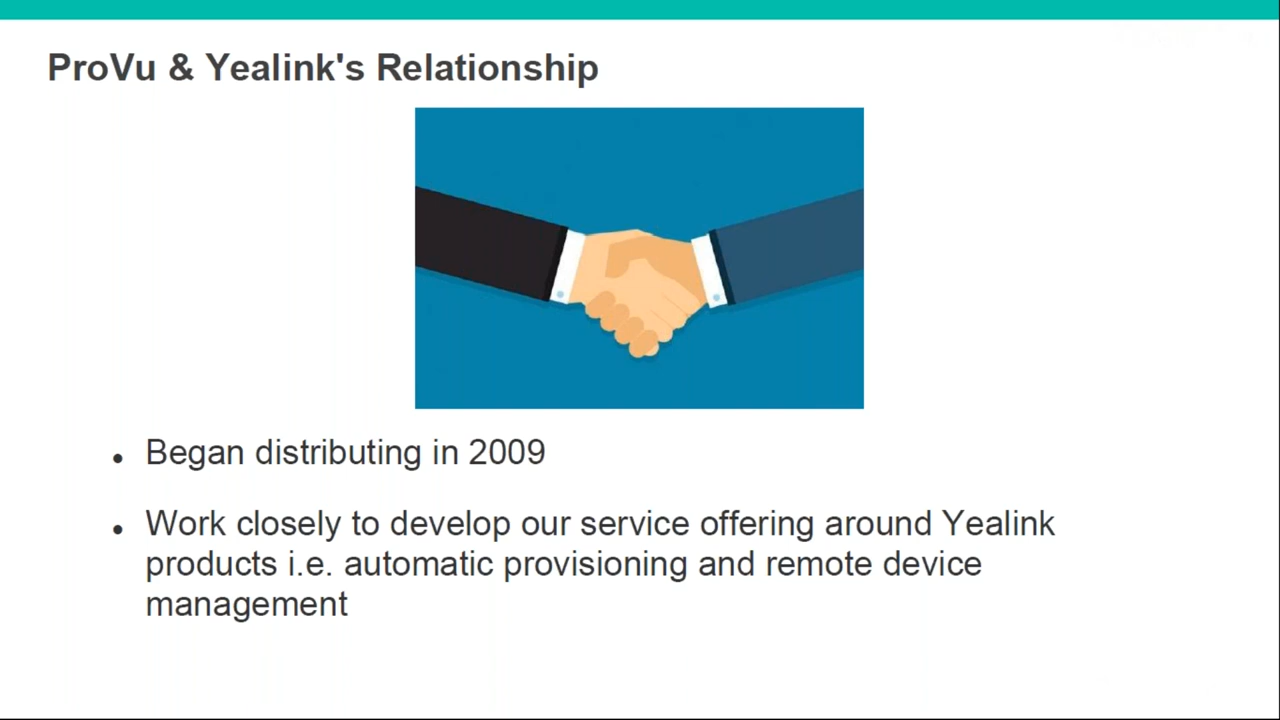 ProVu & Yealink's Relationship
• Began distributing in 2009
• Work closely to develop our service offering around Yealink
products i.e. automatic provisioning and remote device
management